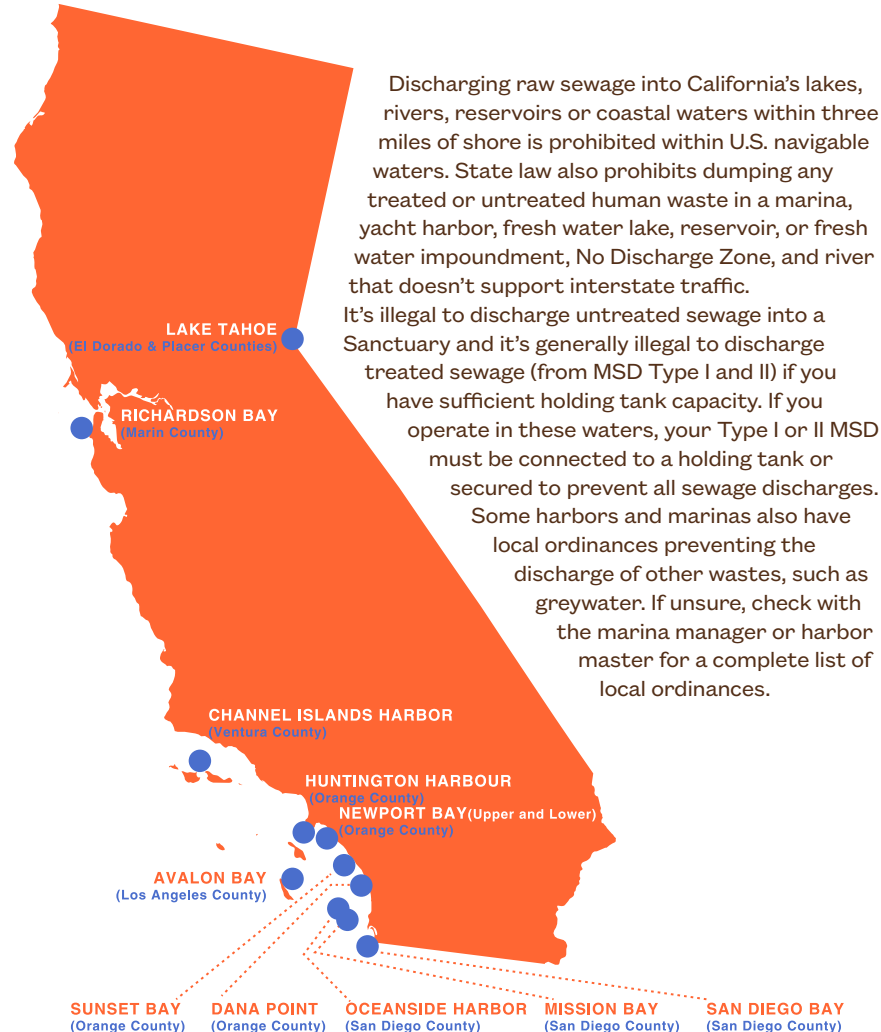 Discharging raw sewage into California’s lakes,
rivers, reservoirs or coastal waters within three
miles of shore is prohibited within U.S. navigable
waters. State law also prohibits dumping any
treated or untreated human waste in a marina,
yacht harbor, fresh water lake, reservoir, or fresh
water impoundment, No Discharge Zone, and river
that doesn’t support interstate traffic.
It’s illegal to discharge untreated sewage into a
Sanctuary and it’s generally illegal to discharge
treated sewage (from MSD Type I and II) if you
have sufficient holding tank capacity. If you
operate in these waters, your Type I or II MSD
must be connected to a holding tank or
secured to prevent all sewage discharges.
Some harbors and marinas also have
local ordinances preventing the
discharge of other wastes, such as
greywater. If unsure, check with
the marina manager or harbor
master for a complete list of
local ordinances.
LAKE TAHOE
(El Dorado & Placer Counties)
RICHARDSON BAY
(Marin County)
CHANNEL ISLANDS HARBOR
(Ventura County)
HUNTINGTON HARBOUR
(Orange County)
NEWPORT BAY(Upper and Lower)
(Orange County)
AVALON BAY
(Los Angeles County)
SUNSET BAY
(Orange County)
DANA POINT
(Orange County)
OCEANSIDE HARBOR
(San Diego County)
MISSION BAY
(San Diego County)
SAN DIEGO BAY
(San Diego County)